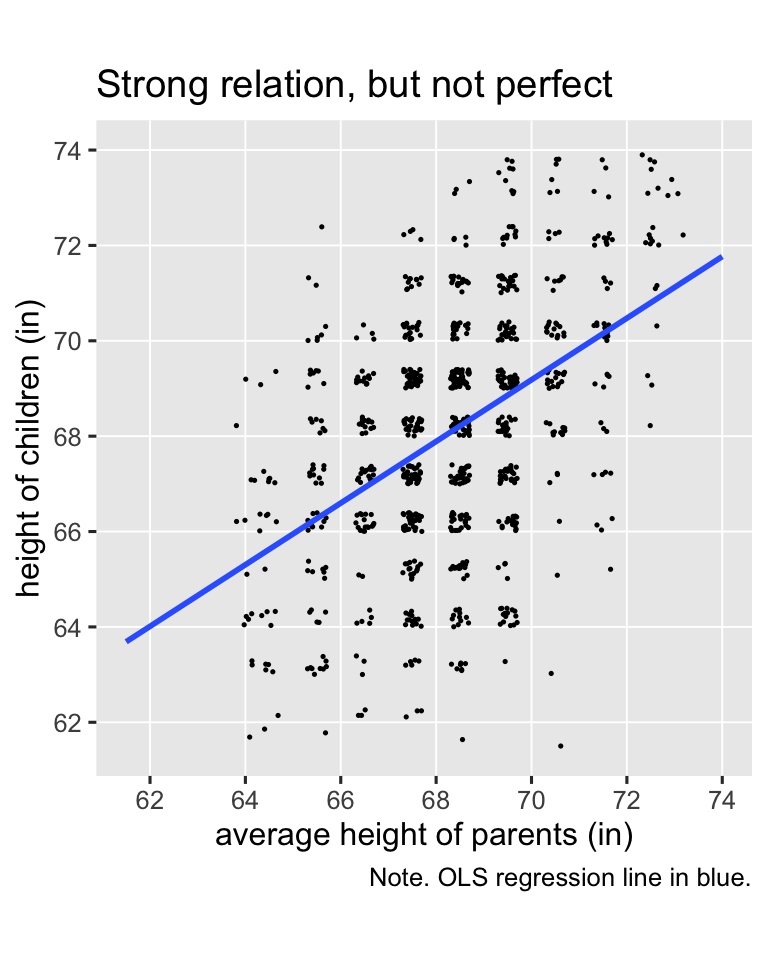 Strong relation, but not perfect
74
72
70
68
66
64
62
height of children (in)
62 64 66 68 70 72 74
average height of parents (in)
Note. OLS regression line in blue.